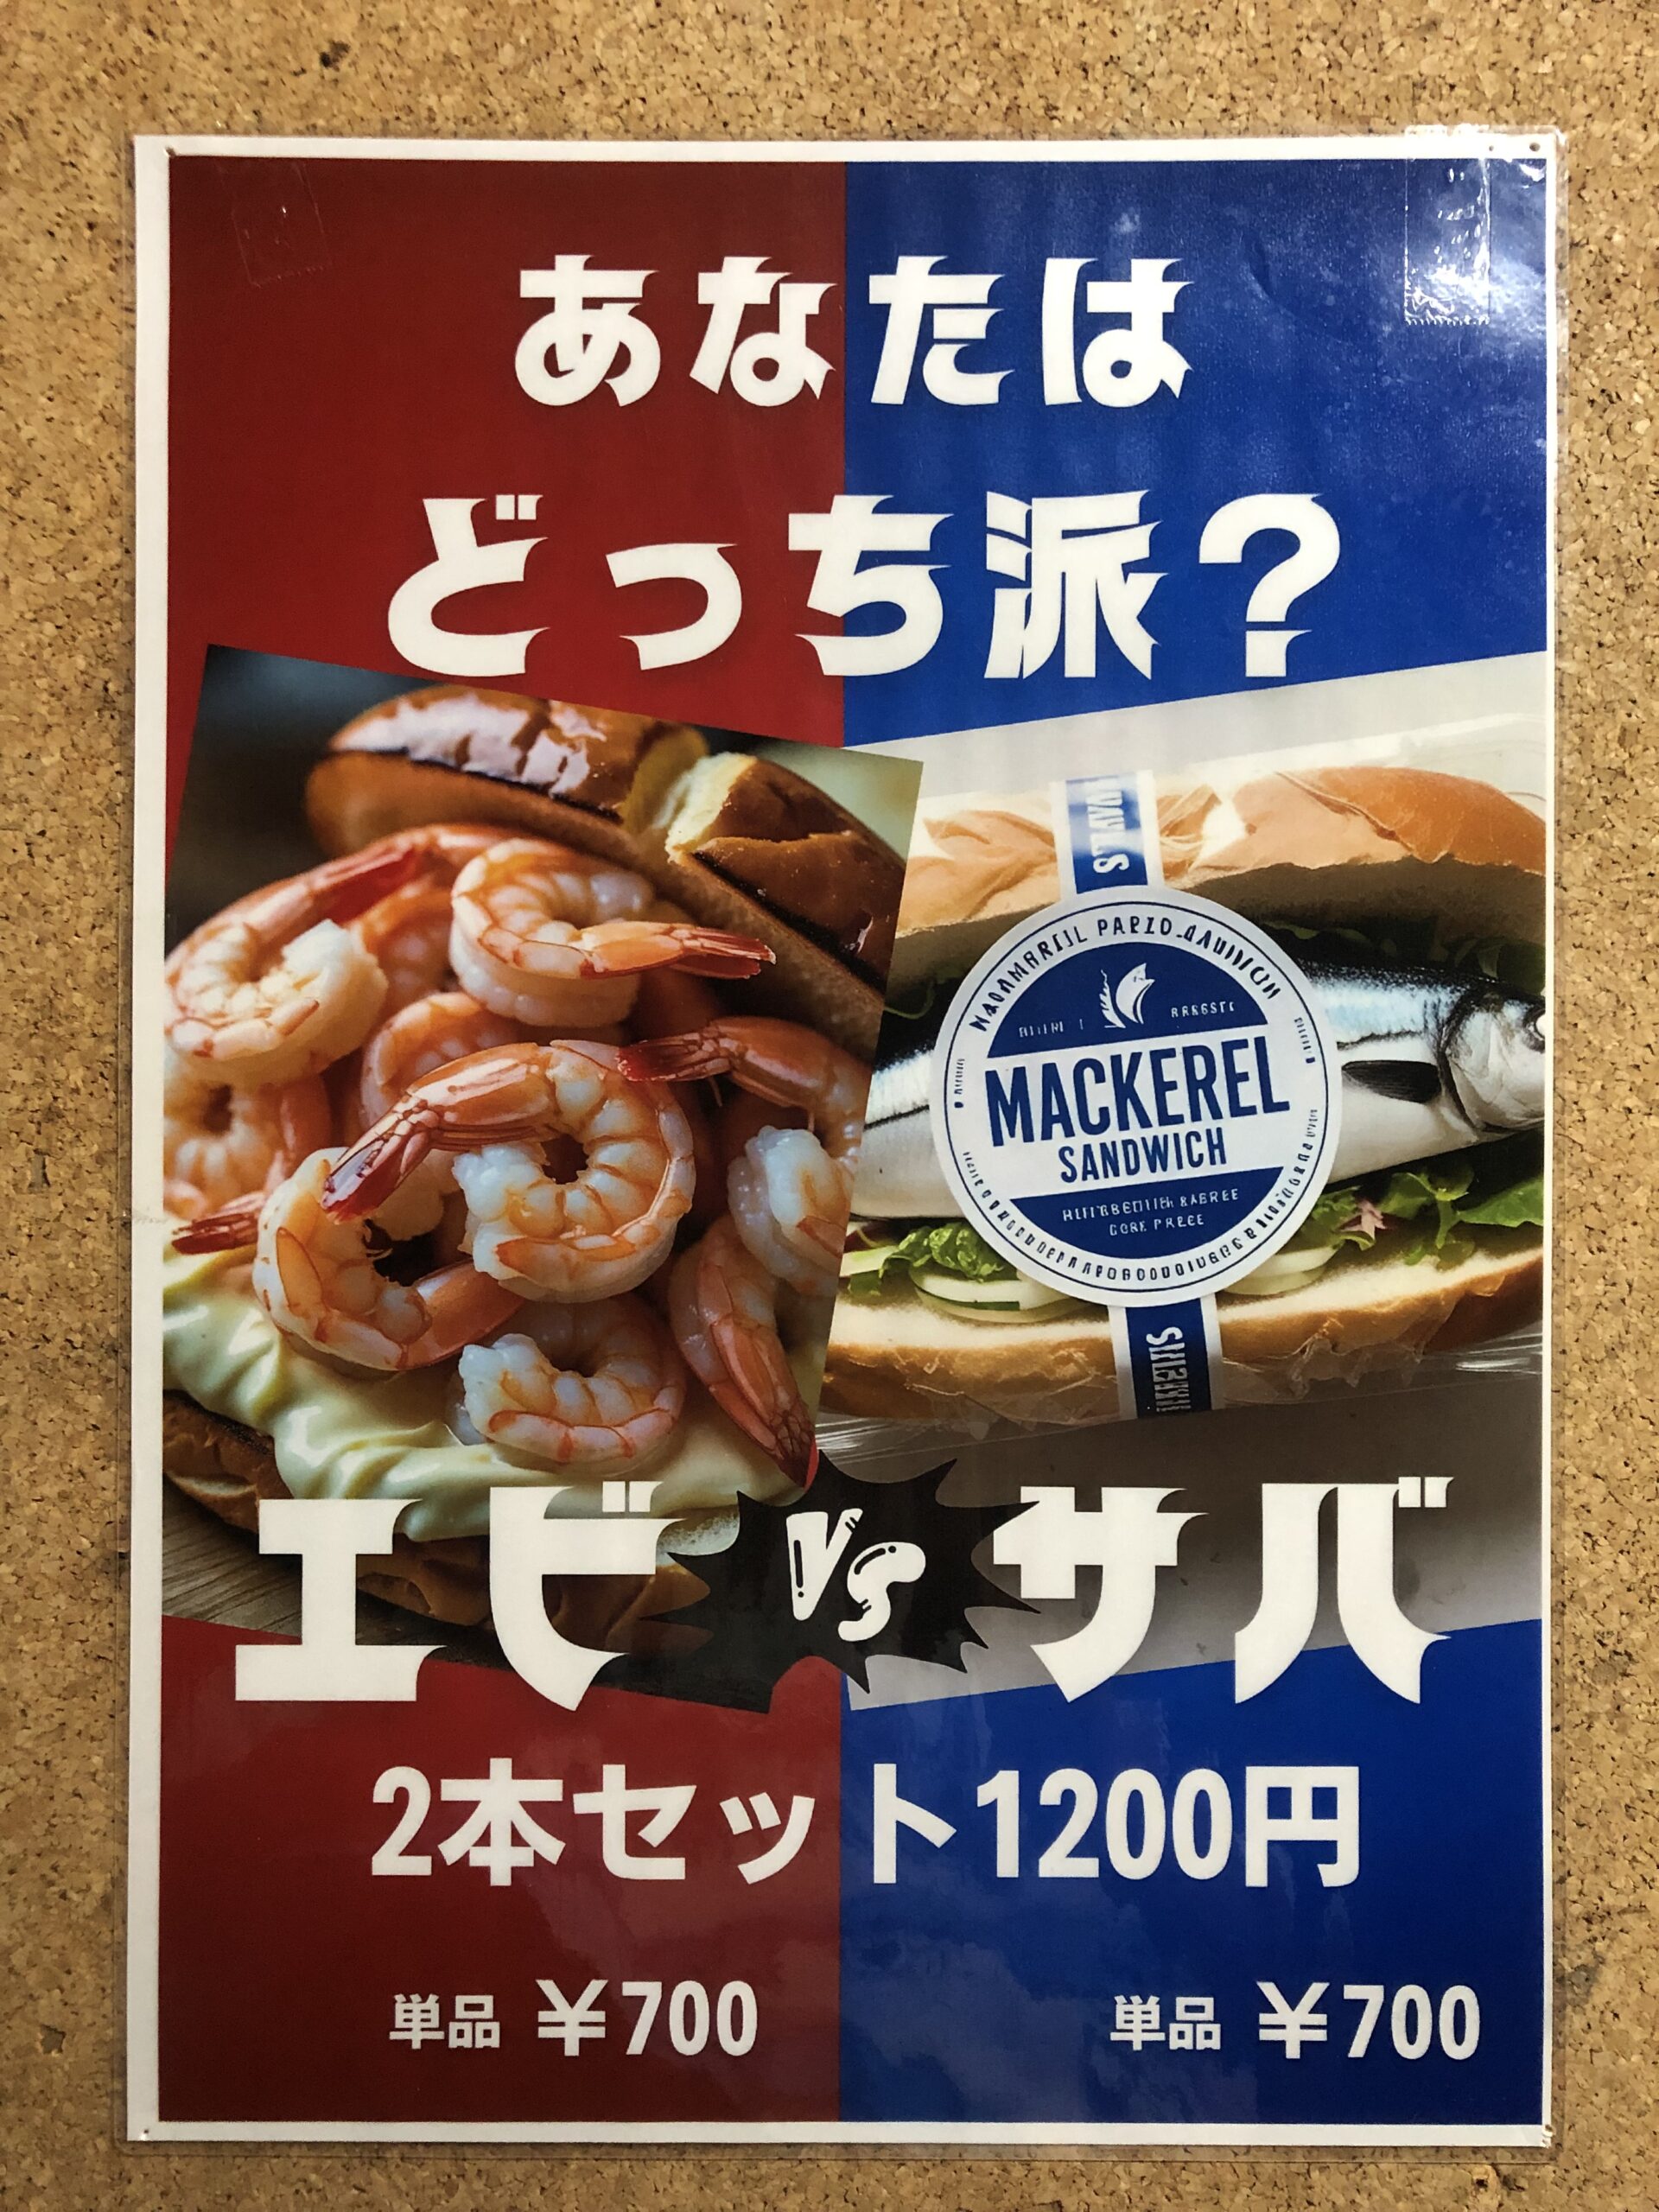 あなたは
どっち派?
MACKEREL
SANDWICH
エビ VS サバ
2本セット1200円
単品 ¥700
単品 ¥700